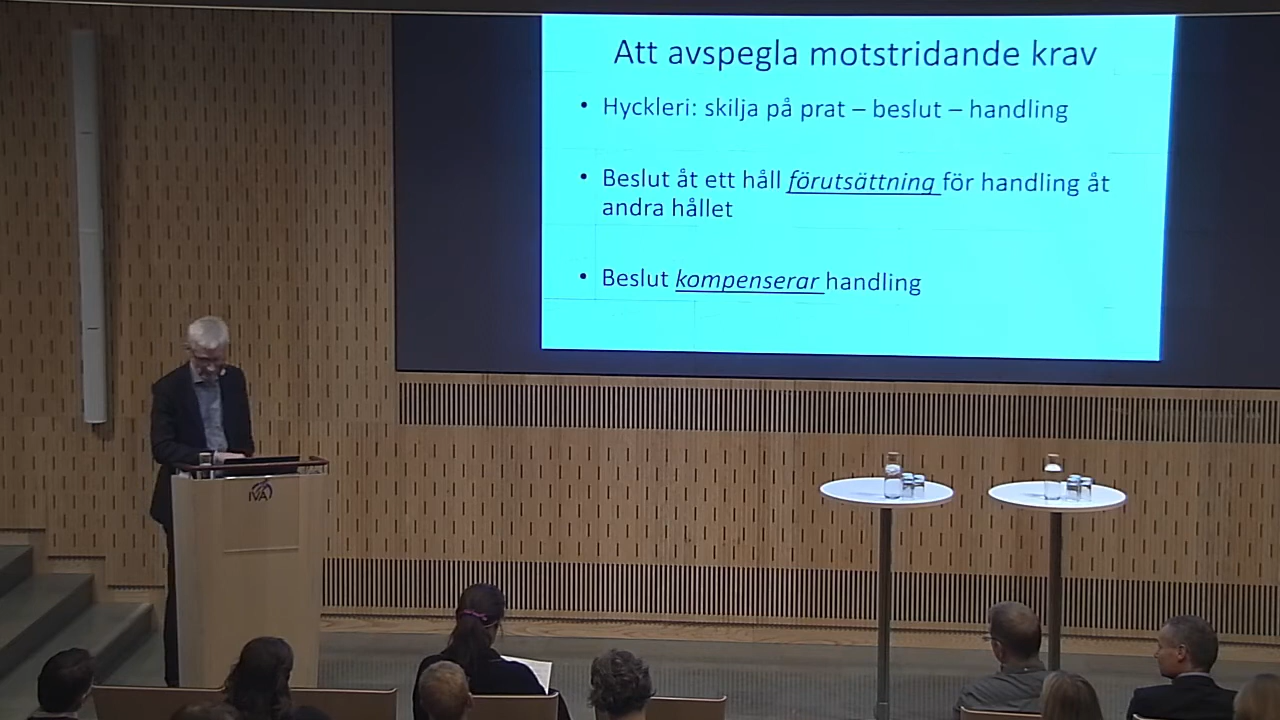 Att avspegla motstridande krav
• Hyckleri: skilja på prat – beslut – handling
• Beslut åt ett håll förutsättning för handling åt
andra hållet
• Beslut kompenserar handling
IVA